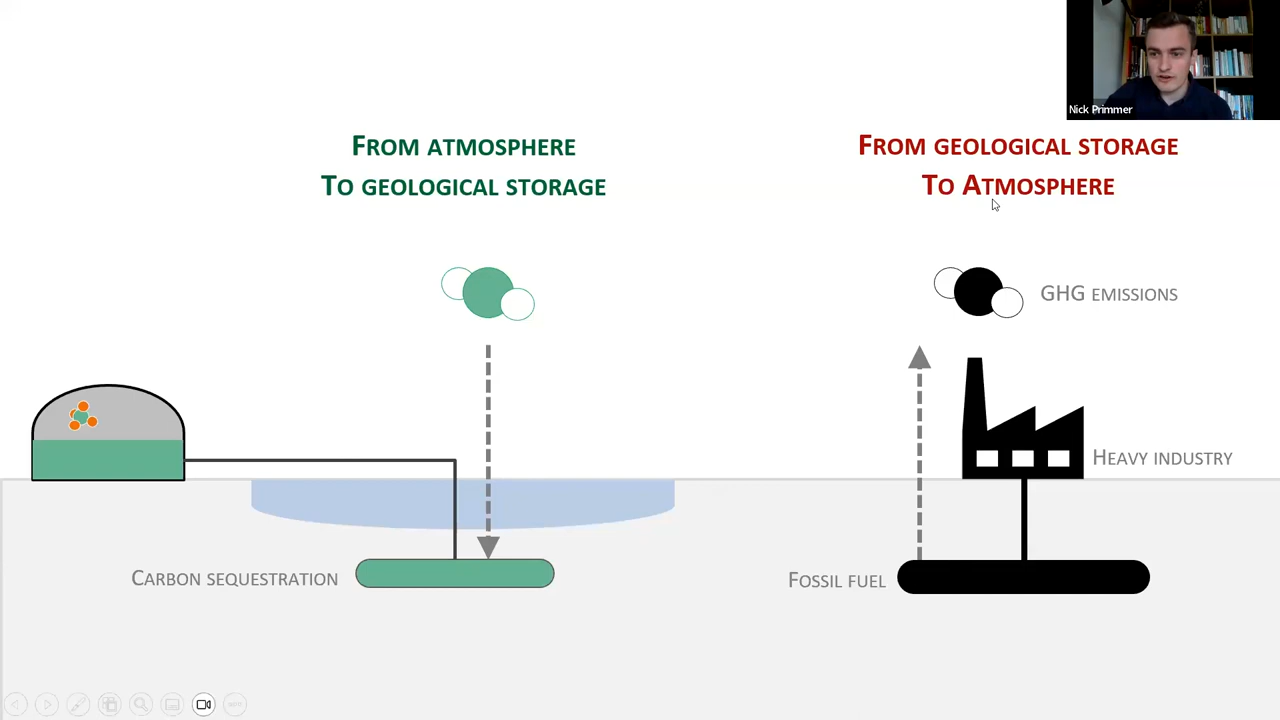 Nick Primmer
From atmosphere
To geological storage
From geological storage
To Atmosphere
GHG emissions
Heavy industry
Carbon sequestration
Fossil fuel